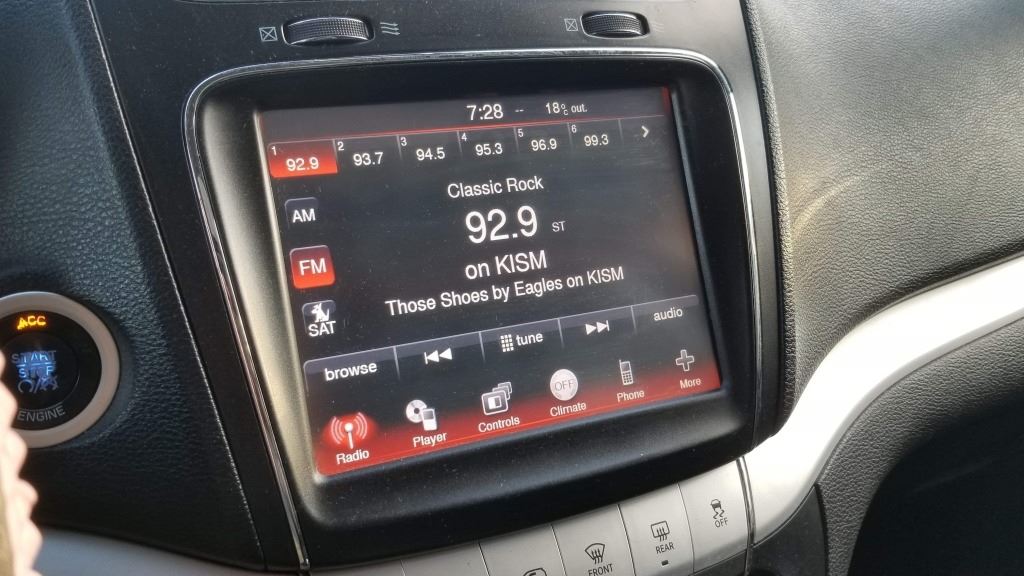 7:28 -- 18°C out.
1 92.9 2 93.7 3 94.5 4 95.3 5 96.9 6 99.3 >
Classic Rock
AM
92.9 ST
FM
on KISM
Those Shoes by Eagles on KISM
SAT
browse tune audio
Radio Player Controls OFF Climate Phone More
ACC
START
STOP
ENGINE
FRONT
REAR
OFF